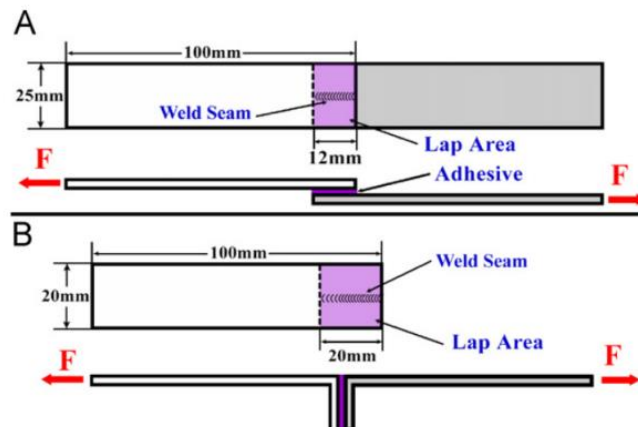 A
100mm
25mm
Weld Seam
Lap Area
12mm
Adhesive
F
F
B
100mm
20mm
Weld Seam
Lap Area
20mm
F
F